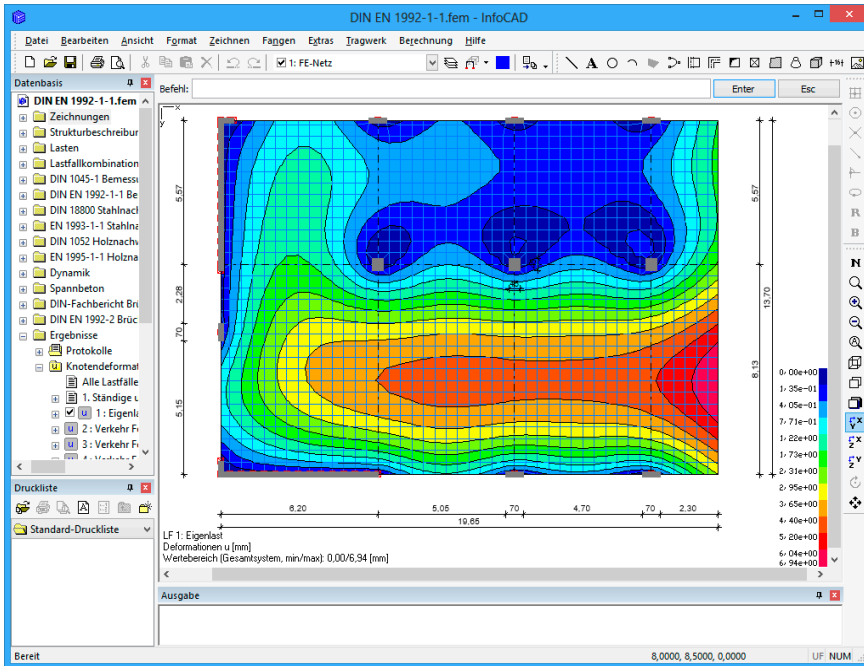 DIN EN 1992-1-1.fem - InfoCAD
Datei Bearbeiten Ansicht Format Zeichnen Fangen Extras Tragwerk Berechnung Hilfe
1: FE-Netz
Datenbasis
Befehl:
Enter
Esc
DIN EN 1992-1-1.fem
Zeichnungen
Strukturbeschreibur
Lasten
Lastfallkombination
DIN 1045-1 Bemessu
DIN EN 1992-1-1 Be
DIN 18800 Stahlnach
EN 1993-1-1 Stahlna
DIN 1052 Holznachw
EN 1995-1-1 Holzna
Dynamik
Spannbeton
DIN-Fachbericht Brü
DIN EN 1992-2 Brüc
Ergebnisse
Protokolle
Knotendeformat
Alle Lastfälle
1. Ständige u
1 : Eigenla
2 : Verkehr Fe
3 : Verkehr Fe
x
y
5.57
2.28
70
5.15
5.57
13.70
8.13
6.20
5.05
70
4.70
70
2.30
19.65
0.00e+00
1.35e-01
4.05e-01
7.71e-01
1.22e+00
1.73e+00
2.31e+00
2.95e+00
3.65e+00
4.40e+00
5.20e+00
6.04e+00
6.94e+00
LF 1: Eigenlast
Deformationen u [mm]
Wertebereich (Gesamtsystem, min/max): 0,00/6,94 [mm]
Druckliste
Standard-Druckliste
Ausgabe
Bereit
8,0000, 8,5000, 0,0000
UF NUM